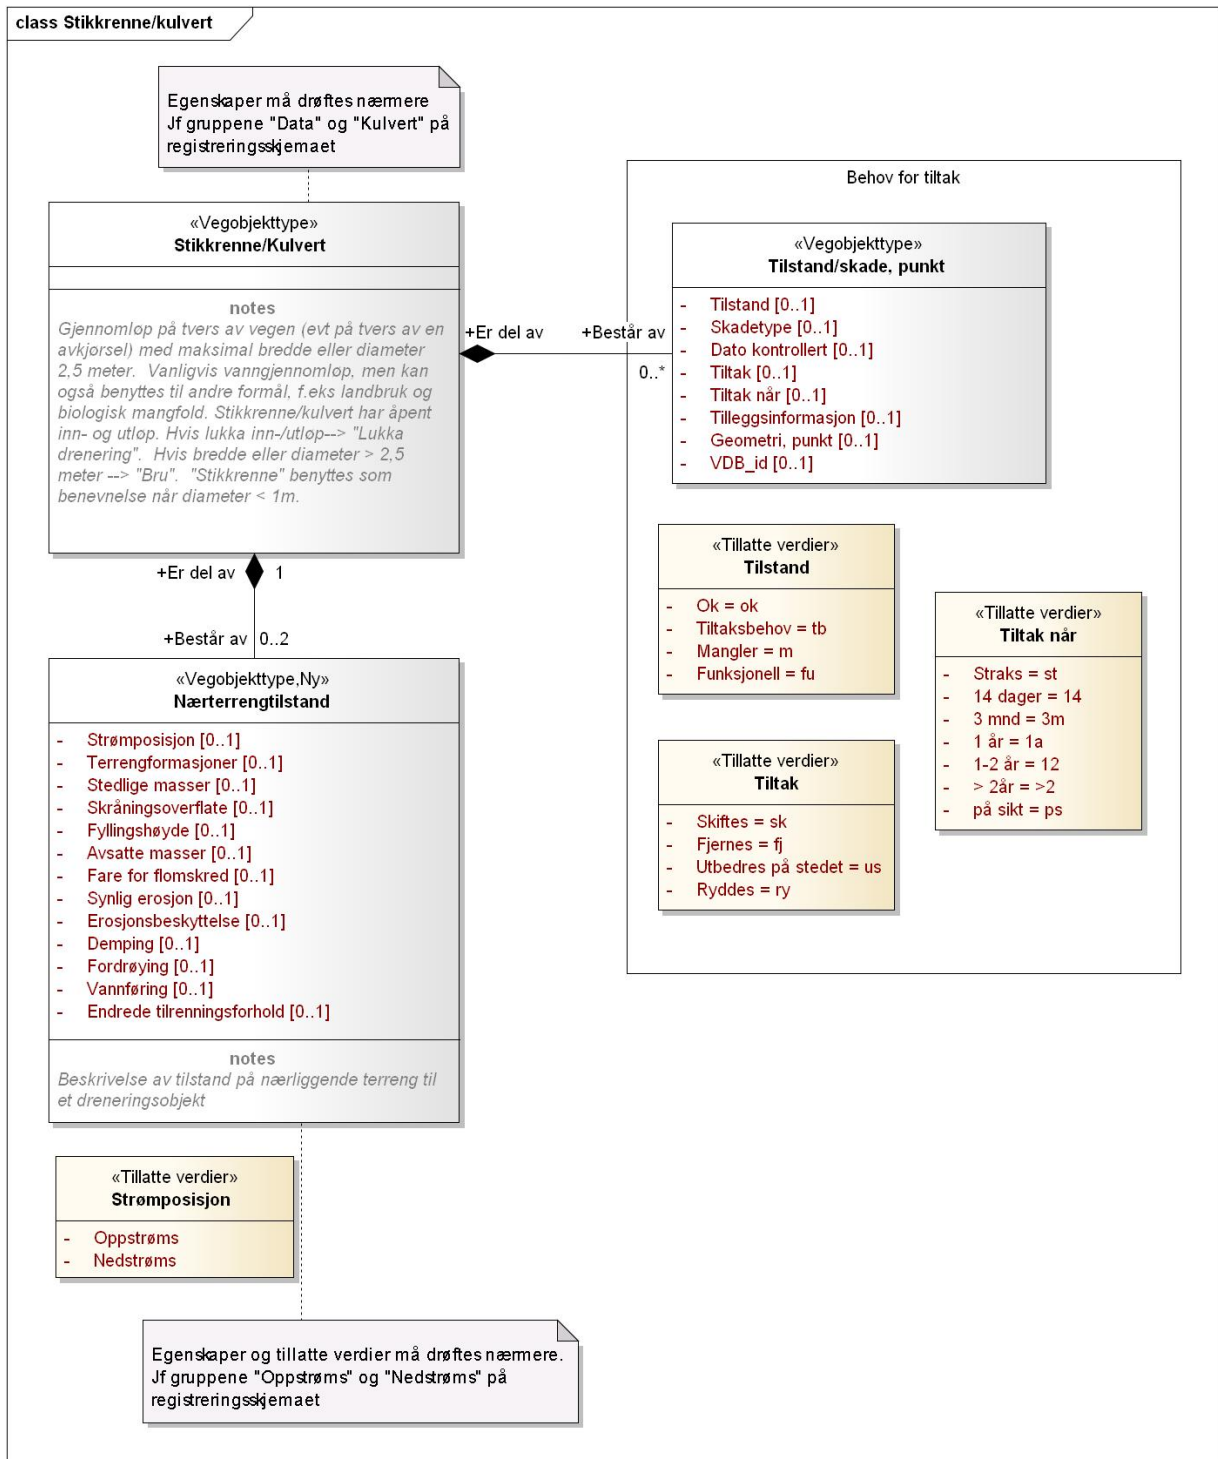 class Stikkrenne/kulvert
Egenskaper må drøftes nærmere
Jf gruppene "Data" og "Kulvert" på
registreringsskjemaet
«Vegobjekttype»
Stikkrenne/Kulvert
notes
Gjennomløp på tvers av vegen (evt på tvers av en
avkjørsel) med maksimal bredde eller diameter
2,5 meter.  Vanligvis vanngjennomløp, men kan
også benyttes til andre formål, f.eks landbruk og
biologisk mangfold. Stikkrenne/kulvert har åpent
inn- og utløp. Hvis lukka inn-/utløp--> "Lukka
drenering".  Hvis bredde eller diameter > 2,5
meter --> "Bru".  "Stikkrenne" benyttes som
benevnelse når diameter < 1m.
+Er del av
+Består av
0..*
Behov for tiltak
«Vegobjekttype»
Tilstand/skade, punkt
- Tilstand [0..1]
- Skadetype [0..1]
- Dato kontrollert [0..1]
- Tiltak [0..1]
- Tiltak når [0..1]
- Tilleggsinformasjon [0..1]
- Geometri, punkt [0..1]
- VDB_id [0..1]
«Tillatte verdier»
Tilstand
- Ok = ok
- Tiltaksbehov = tb
- Mangler = m
- Funksjonell = fu
«Tillatte verdier»
Tiltak når
- Straks = st
- 14 dager = 14
- 3 mnd = 3m
- 1 år = 1a
- 1-2 år = 12
- > 2år = >2
- på sikt = ps
«Tillatte verdier»
Tiltak
- Skiftes = sk
- Fjernes = fj
- Utbedres på stedet = us
- Ryddes = ry
+Er del av 1
+Består av 0..2
«Vegobjekttype,Ny»
Nærterrengtilstand
- Strømposisjon [0..1]
- Terrengformasjoner [0..1]
- Stedlige masser [0..1]
- Skråningsoverflate [0..1]
- Fyllingshøyde [0..1]
- Avsatte masser [0..1]
- Fare for flomskred [0..1]
- Synlig erosjon [0..1]
- Erosjonsbeskyttelse [0..1]
- Demping [0..1]
- Fordrøying [0..1]
- Vannføring [0..1]
- Endrede tilrenningsforhold [0..1]
notes
Beskrivelse av tilstand på nærliggende terreng til
et dreneringsobjekt
«Tillatte verdier»
Strømposisjon
- Oppstrøms
- Nedstrøms
Egenskaper og tillatte verdier må drøftes nærmere.
Jf gruppene "Oppstrøms" og "Nedstrøms" på
registreringsskjemaet